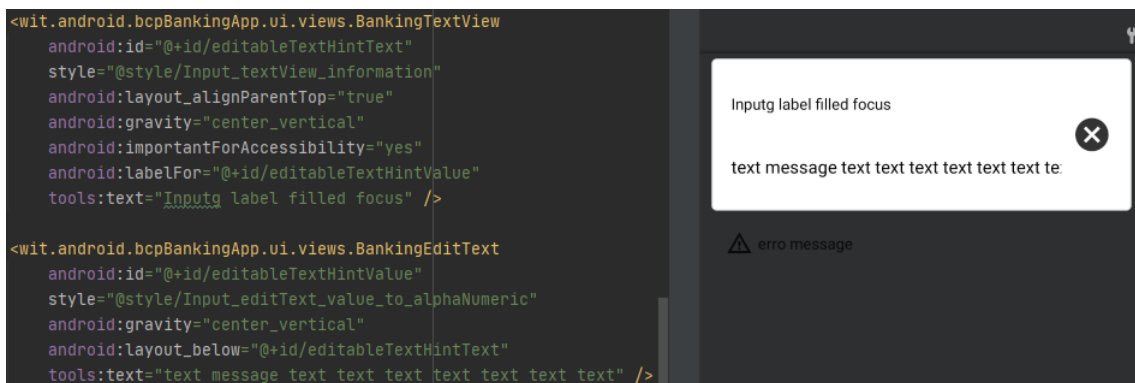 <wit.android.bcpBankingApp.ui.views.BankingTextView
android:id="@+id/editableTextHintText"
style="@style/Input_textView_information"
android:layout_alignParentTop="true"
android:gravity="center_vertical"
android:importantForAccessibility="yes"
android:labelFor="@+id/editableTextHintValue"
tools:text="Inputg label filled focus" />
<wit.android.bcpBankingApp.ui.views.BankingEditText
android:id="@+id/editableTextHintValue"
style="@style/Input_editText_value_to_alphaNumeric"
android:gravity="center_vertical"
android:layout_below="@+id/editableTextHintText"
tools:text="text message text text text text text text text" />
Inputg label filled focus
text message text text text text text text te
erro message